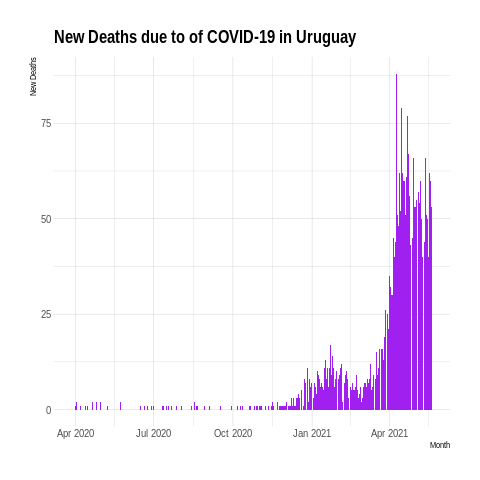 New Deaths due to of COVID-19 in Uruguay
New Deaths
75
50
25
0
Apr 2020 Jul 2020 Oct 2020 Jan 2021 Apr 2021
Month